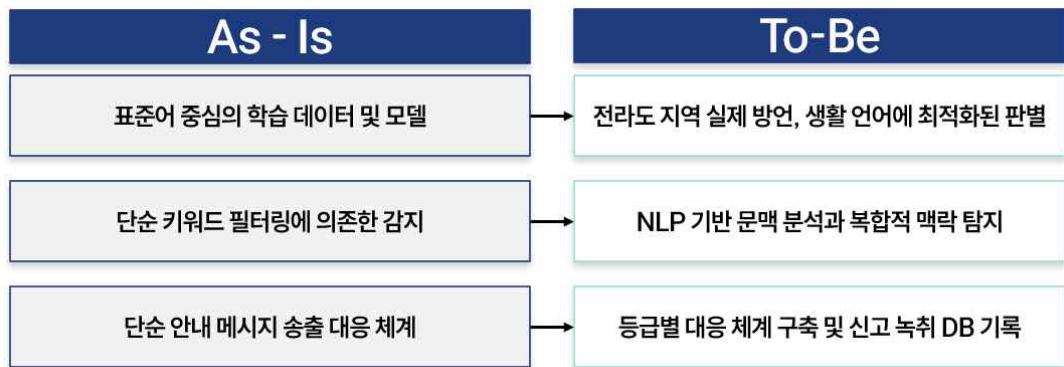 As - Is
To-Be
표준어 중심의 학습 데이터 및 모델
전라도 지역 실제 방언, 생활 언어에 최적화된 판별
단순 키워드 필터링에 의존한 감지
NLP 기반 문맥 분석과 복합적 맥락 탐지
단순 안내 메시지 송출 대응 체계
등급별 대응 체계 구축 및 신고 녹취 DB 기록